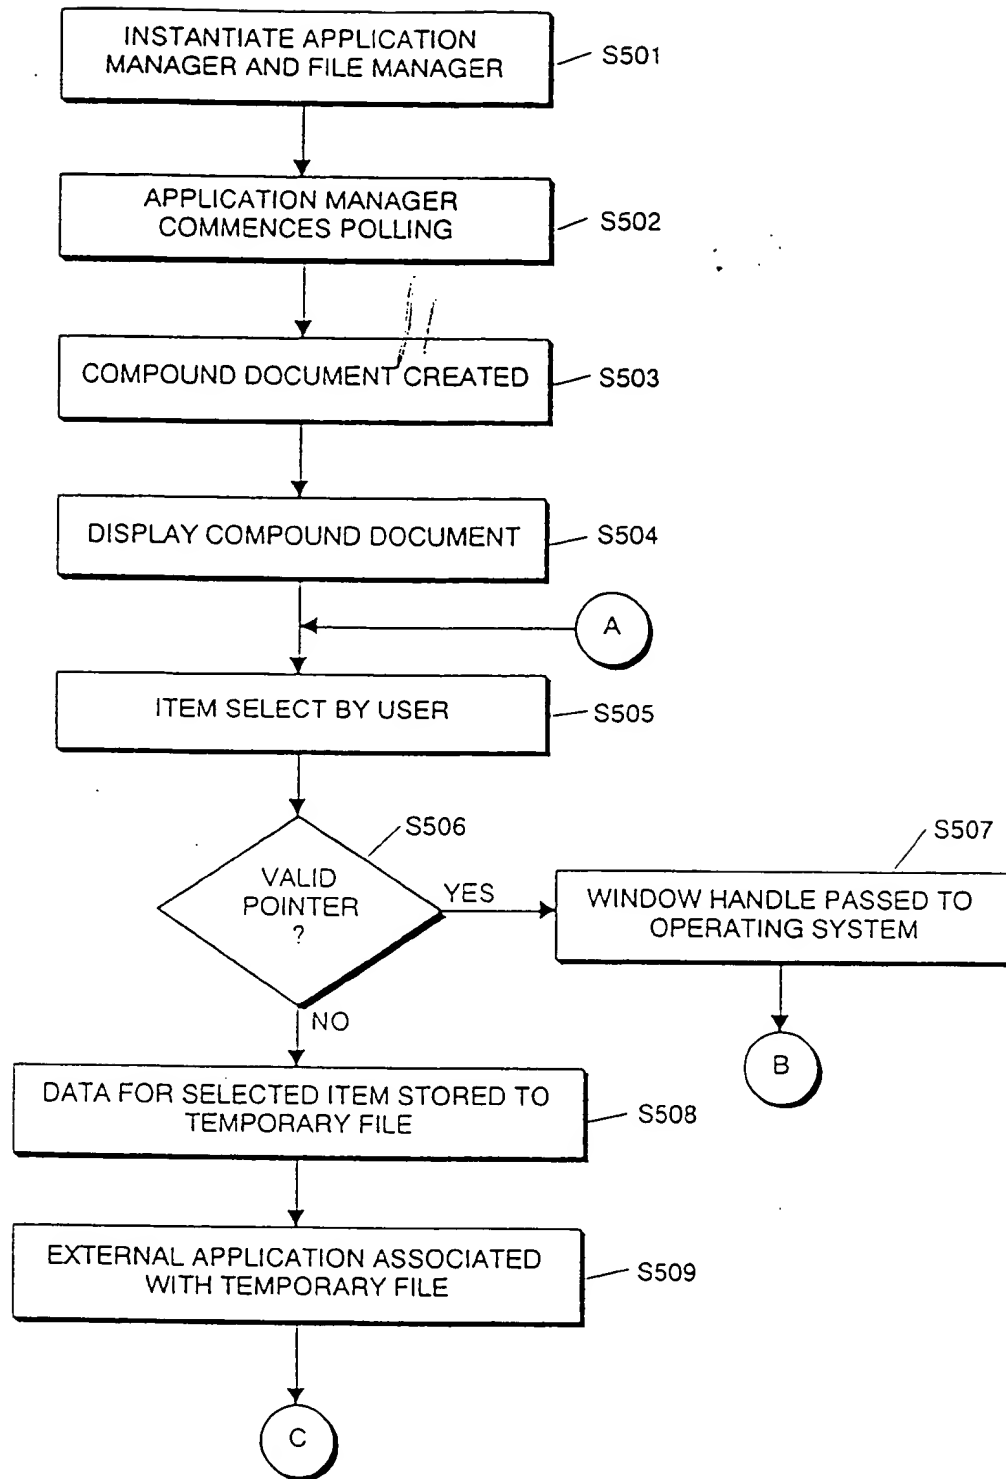 INSTANTIATE APPLICATION
MANAGER AND FILE MANAGER
S501
APPLICATION MANAGER
COMMENCES POLLING
S502
COMPOUND DOCUMENT CREATED
S503
DISPLAY COMPOUND DOCUMENT
S504
A
ITEM SELECT BY USER
S505
S506
VALID
POINTER
?
YES
S507
WINDOW HANDLE PASSED TO
OPERATING SYSTEM
B
NO
DATA FOR SELECTED ITEM STORED TO
TEMPORARY FILE
S508
EXTERNAL APPLICATION ASSOCIATED
WITH TEMPORARY FILE
S509
C